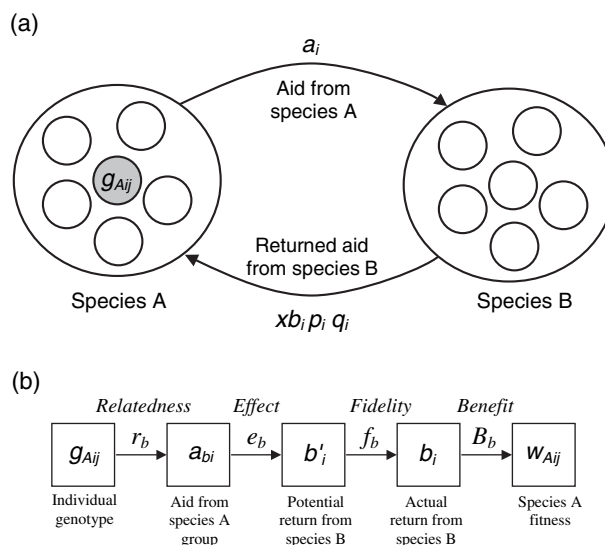 (a)
a_i
Aid from
species A
g_Aij
Returned aid
from species B
Species A
Species B
xb_i p_i q_i
(b)
Relatedness Effect Fidelity Benefit
g_Aij r_b a_bi e_b b'_i f_b b_i B_b w_Aij
Individual Aid from Potential Actual Species A
genotype species A return from return from fitness
group species B species B